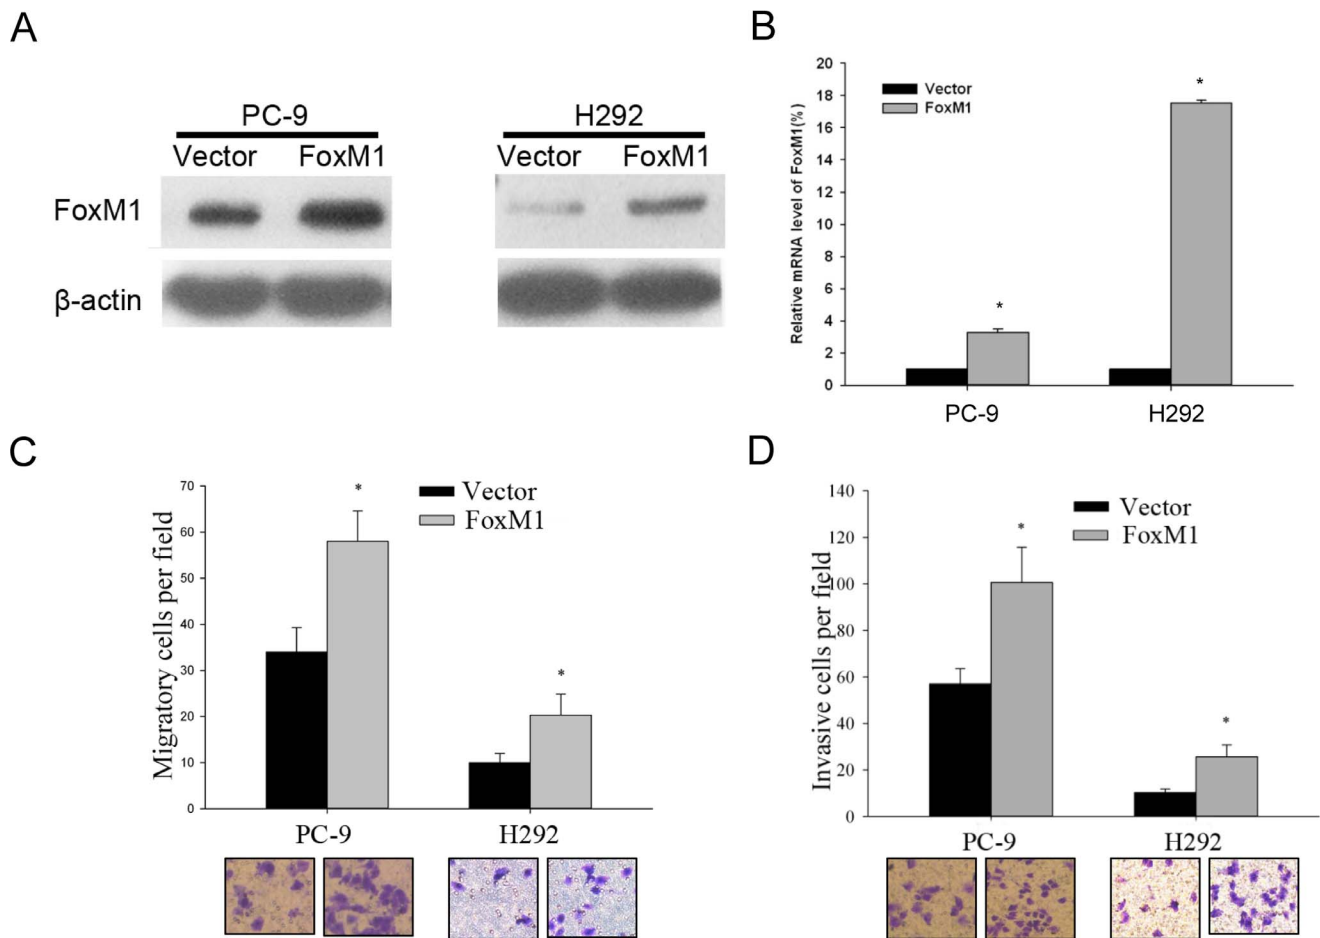 A
PC-9
Vector FoxM1
H292
Vector FoxM1
FoxM1
β-actin
B
Relative mRNA level of FoxM1(%)
20
18
16
14
12
10
8
6
4
2
0
Vector
FoxM1
*
*
PC-9
H292
C
Migratory cells per field
70
60
50
40
30
20
10
0
Vector
FoxM1
*
*
PC-9
H292
D
Invasive cells per field
140
120
100
80
60
40
20
0
Vector
FoxM1
*
*
PC-9
H292